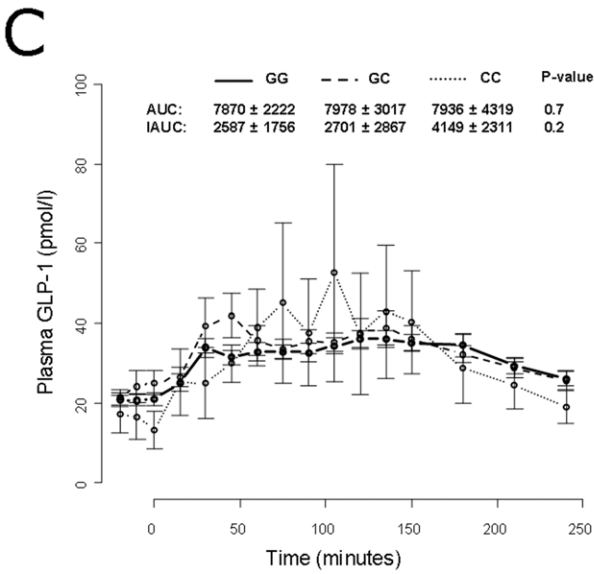 C
GG GC CC P-value
AUC: 7870 ± 2222 7978 ± 3017 7936 ± 4319 0.7
IAUC: 2587 ± 1756 2701 ± 2867 4149 ± 2311 0.2
Plasma GLP-1 (pmol/l)
100
80
60
40
20
0
0 50 100 150 200 250
Time (minutes)